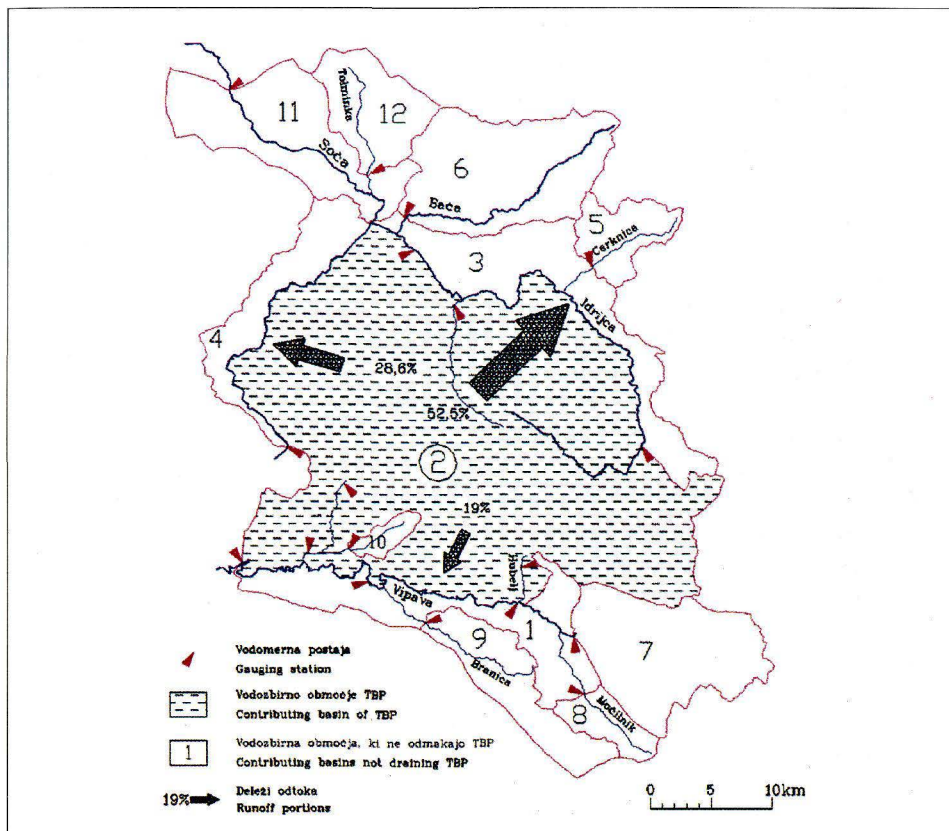 11
Tolminka
12
Soča
6
Bača
5
Cerknica
3
Idrijca
4
28,6%
52,5%
2
19%
10
Hubelj
Vipava
9
1
7
Branica
8
Močilnik
Vodomerna postaja
Gauging station
Vodozbirno območje TBP
Contributing basin of TBP
1
Vodozbirna območja, ki ne odmakajo TBP
Contributing basins not draining TBP
19%
Deleži odtoka
Runoff portions
0 5 10km